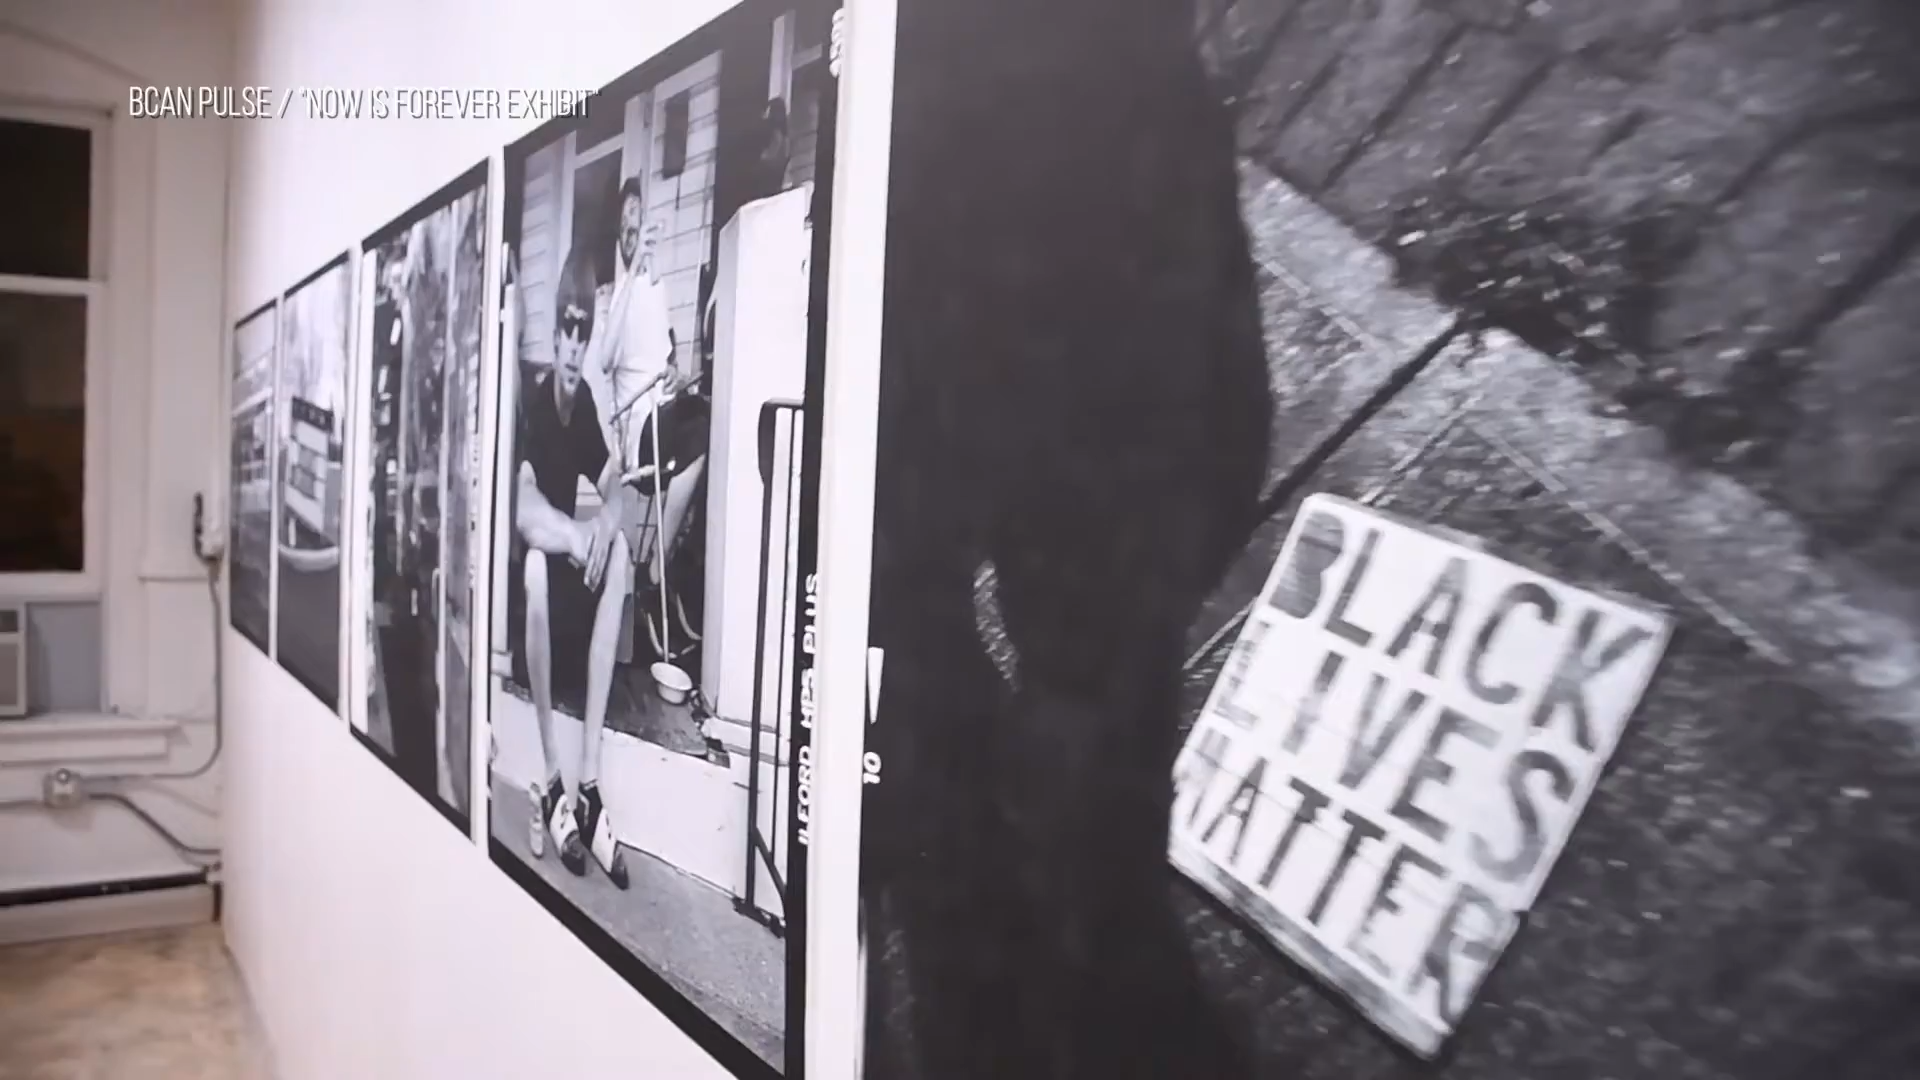 BCAN PULSE / "NOW IS FOREVER EXHIBIT"
ILFORD HP5 PLUS
10
BLACK
LIVES
MATTER